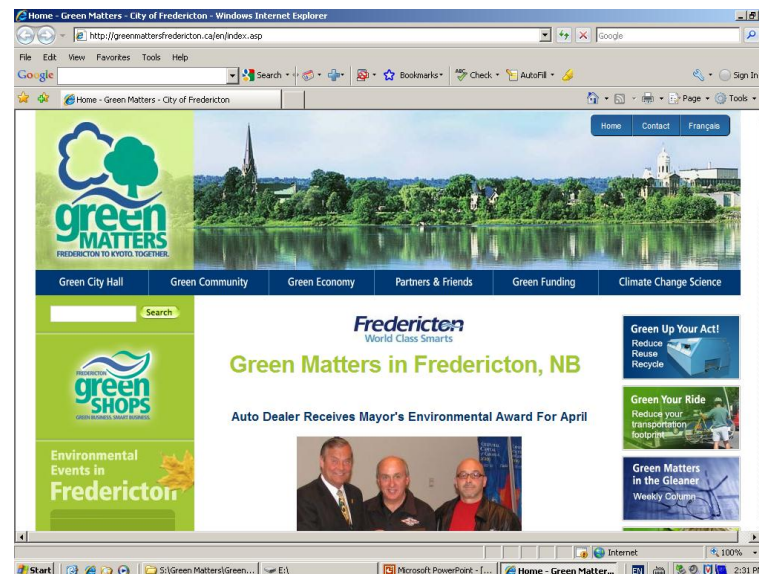 Home - Green Matters - City of Fredericton - Windows Internet Explorer
http://greenmattersfredericton.ca/en/index.asp
Google
File Edit View Favorites Tools Help
Google
Search
Bookmarks
Check
AutoFill
Sign In
Home - Green Matters - City of Fredericton
Page
Tools
Home Contact Français
green
MATTERS
FREDERICTON TO KYOTO. TOGETHER.
Green City Hall Green Community Green Economy Partners & Friends Green Funding Climate Change Science
Search
Fredericton
World Class Smarts
Green Matters in Fredericton, NB
Auto Dealer Receives Mayor's Environmental Award For April
FREDERICTON
green
SHOPS
GREEN BUSINESS. SMART BUSINESS.
Environmental
Events in
Fredericton
Green Up Your Act!
Reduce
Reuse
Recycle
Green Your Ride
Reduce your
transportation
footprint
Green Matters
in the Gleaner
Weekly Column
Internet
100%
Start
S:\Green Matters\Green...
E:\
Microsoft PowerPoint - [...
Home - Green Matter...
EN
2:31 PM